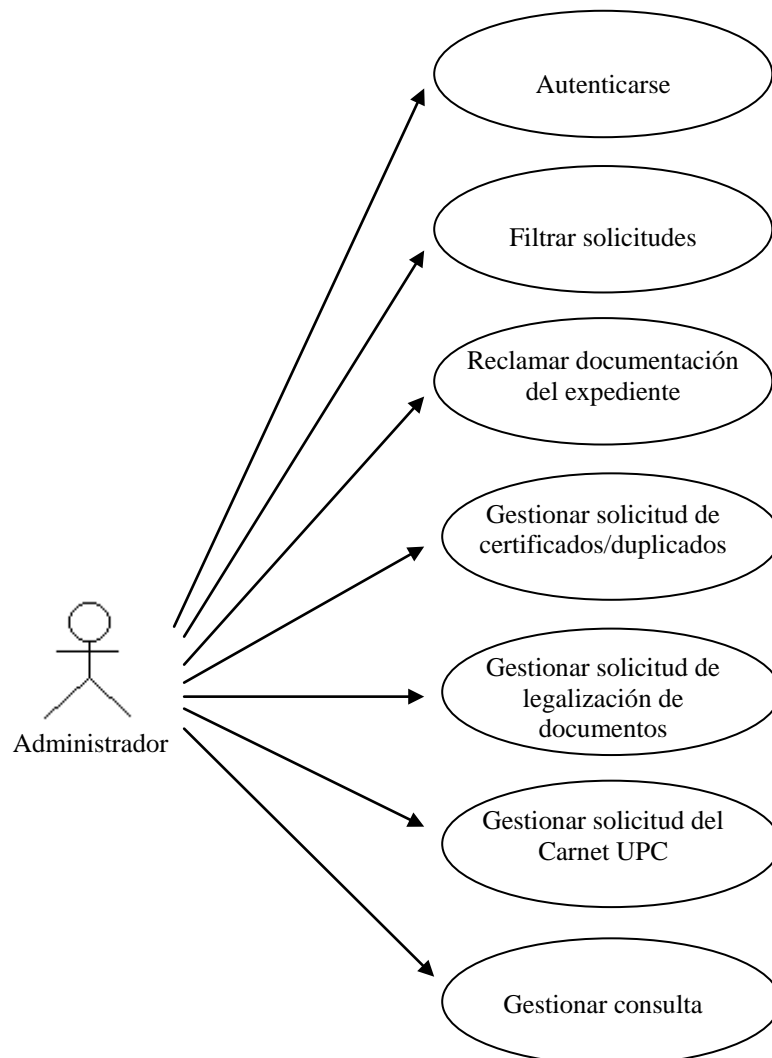 Autenticarse
Filtrar solicitudes
Reclamar documentación
del expediente
Gestionar solicitud de
certificados/duplicados
Gestionar solicitud de
legalización de
documentos
Administrador
Gestionar solicitud del
Carnet UPC
Gestionar consulta